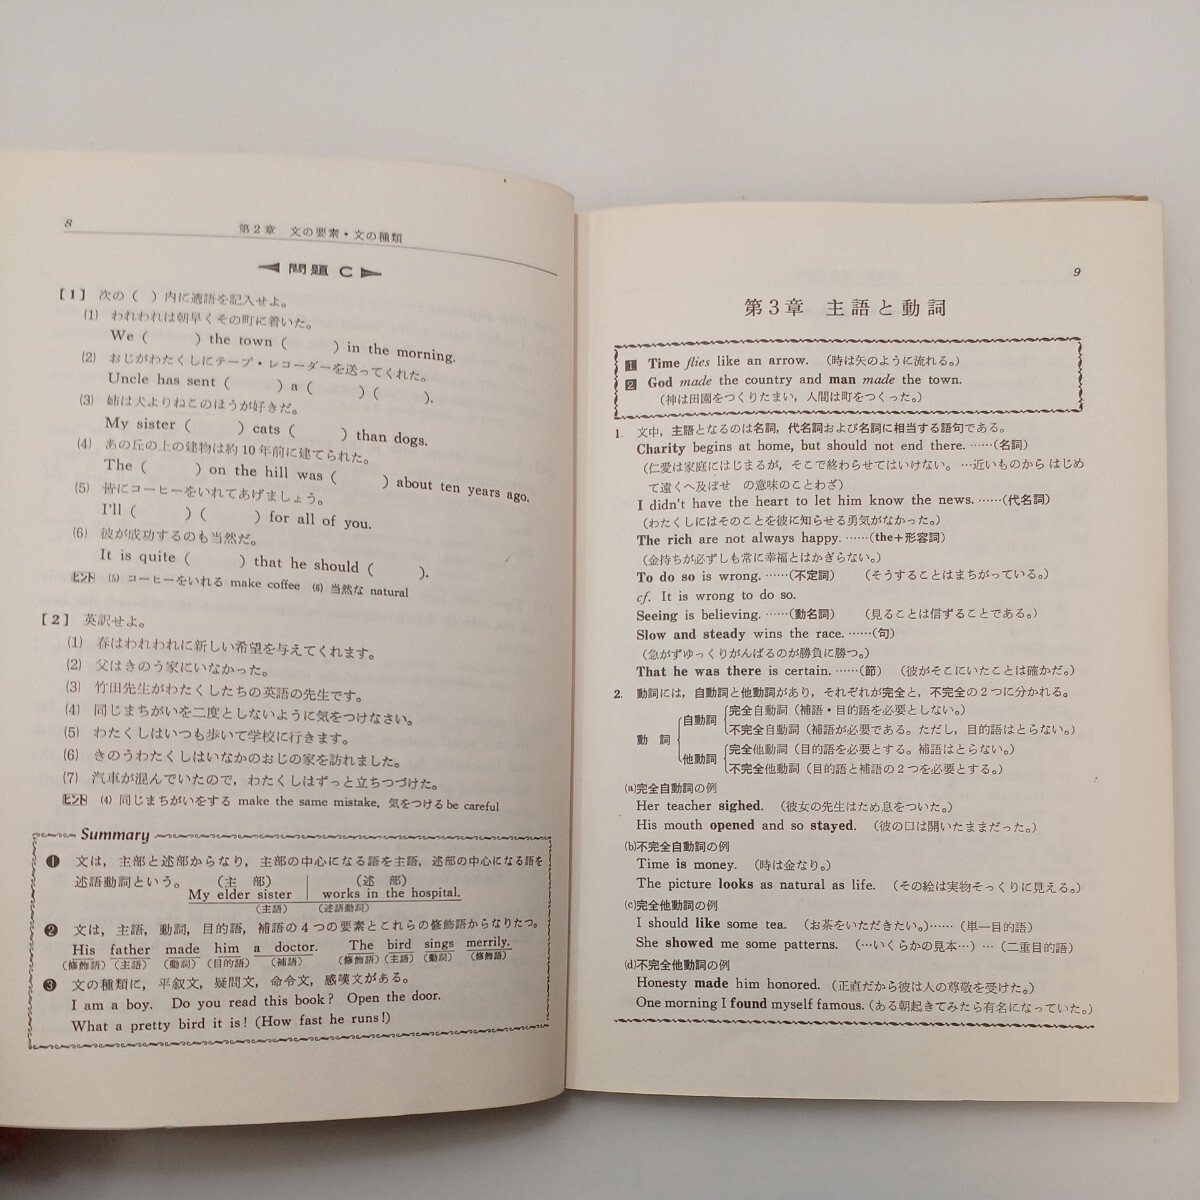 8
第2章 文の要素・文の種類
問題 C
[1] 次の( )内に適語を記入せよ。
(1) われわれは朝早くその町に着いた。
We ( ) the town ( ) in the morning.
(2) おじがわたくしにテープ・レコーダーを送ってくれた。
Uncle has sent ( ) a ( ) ( ).
(3) 姉は犬よりねこのほうが好きだ。
My sister ( ) cats ( ) than dogs.
(4) あの丘の上の建物は約10年前に建てられた。
The ( ) on the hill was ( ) about ten years ago.
(5) 皆にコーヒーをいれてあげましょう。
I'll ( ) ( ) for all of you.
(6) 彼が成功するのも当然だ。
It is quite ( ) that he should ( ).
ヒント (5) コーヒーをいれる make coffee (6) 当然な natural
[2] 英訳せよ。
(1) 春はわれわれに新しい希望を与えてくれます。
(2) 父はきのう家にいなかった。
(3) 竹田先生がわたくしたちの英語の先生です。
(4) 同じまちがいを二度としないように気をつけなさい。
(5) わたくしはいつも歩いて学校に行きます。
(6) きのうわたくしはいなかのおじの家を訪れました。
(7) 汽車が混んでいたので，わたくしはずっと立ちつづけた。
ヒント (4) 同じまちがいをする make the same mistake, 気をつける be careful
Summary
❶ 文は，主部と述部からなり，主部の中心になる語を主語，述部の中心になる語を
述語動詞という。 (主 部) (述 部)
My elder sister works in the hospital.
(主語) (述語動詞)
❷ 文は，主語，動詞，目的語，補語の4つの要素とこれらの修飾語からなりたつ。
His father made him a doctor. The bird sings merrily.
(修飾語) (主語) (動詞) (目的語) (補語) (修飾語) (主語) (動詞) (修飾語)
❸ 文の種類に，平叙文，疑問文，命令文，感嘆文がある。
I am a boy. Do you read this book? Open the door.
What a pretty bird it is! (How fast he runs!)
9
第3章 主語と動詞
1 Time flies like an arrow. (時は矢のように流れる。)
2 God made the country and man made the town.
(神は田園をつくりたまい，人間は町をつくった。)
1. 文中，主語となるのは名詞，代名詞および名詞に相当する語句である。
Charity begins at home, but should not end there. ……(名詞)
(仁愛は家庭にはじまるが，そこで終わらせてはいけない。…近いものから はじめ
て遠くへ及ぼせ の意味のことわざ)
I didn't have the heart to let him know the news. ……(代名詞)
(わたくしにはそのことを彼に知らせる勇気がなかった。)
The rich are not always happy. ……(the+形容詞)
(金持ちが必ずしも常に幸福とはかぎらない。)
To do so is wrong. ……(不定詞) (そうすることはまちがっている。)
cf. It is wrong to do so.
Seeing is believing. ……(動名詞) (見ることは信ずることである。)
Slow and steady wins the race. ……(句)
(急がずゆっくりがんばるのが勝負に勝つ。)
That he was there is certain. ……(節) (彼がそこにいたことは確かだ。)
2. 動詞には，自動詞と他動詞があり，それぞれが完全と，不完全の2つに分かれる。
動 詞
自動詞
完全自動詞 (補語・目的語を必要としない。)
不完全自動詞 (補語が必要である。ただし，目的語はとらない。)
他動詞
完全他動詞 (目的語を必要とする。補語はとらない。)
不完全他動詞 (目的語と補語の2つを必要とする。)
(a)完全自動詞の例
Her teacher sighed. (彼女の先生はため息をついた。)
His mouth opened and so stayed. (彼の口は開いたままだった。)
(b)不完全自動詞の例
Time is money. (時は金なり。)
The picture looks as natural as life. (その絵は実物そっくりに見える。)
(c)完全他動詞の例
I should like some tea. (お茶をいただきたい。)……(単一目的語)
She showed me some patterns. (…いくらかの見本…)…(二重目的語)
(d)不完全他動詞の例
Honesty made him honored. (正直だから彼は人の尊敬を受けた。)
One morning I found myself famous. (ある朝起きてみたら有名になっていた。)